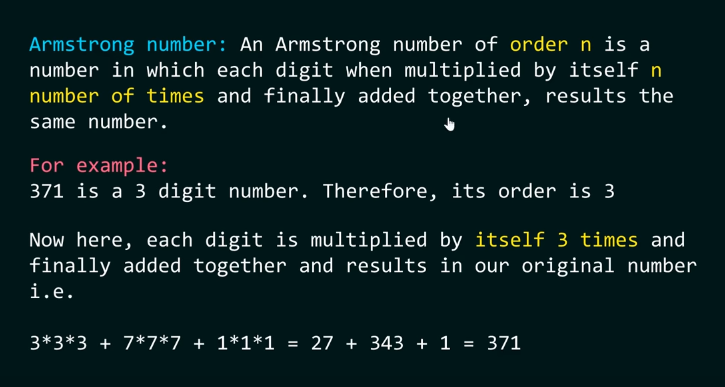 Armstrong number: An Armstrong number of order n is a
number in which each digit when multiplied by itself n
number of times and finally added together, results the
same number.
For example:
371 is a 3 digit number. Therefore, its order is 3
Now here, each digit is multiplied by itself 3 times and
finally added together and results in our original number
i.e.
3*3*3 + 7*7*7 + 1*1*1 = 27 + 343 + 1 = 371